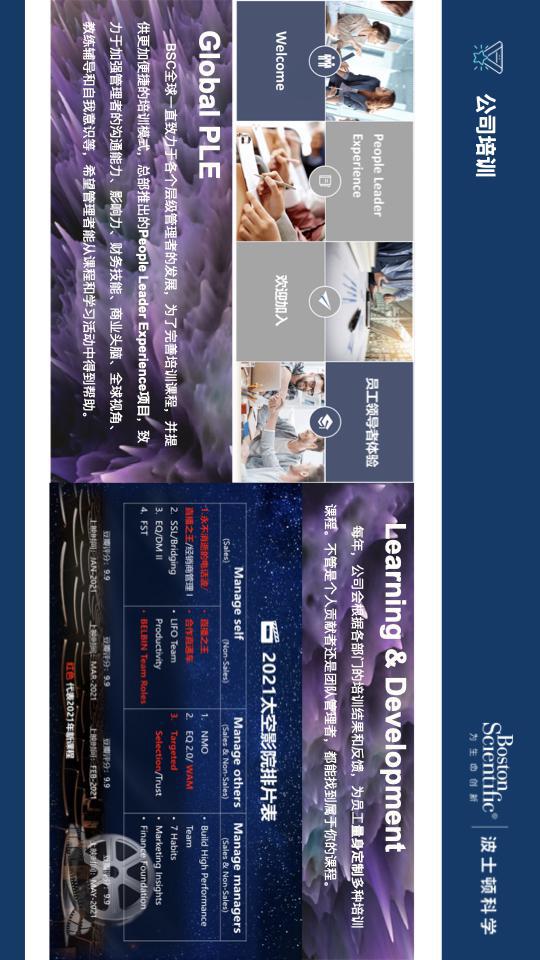 公司培训
Boston
Scientific®
为生命创新
波士顿科学
Welcome
People Leader
Experience
欢迎加入
员工领导者体验
Global PLE
BSC全球一直致力于各个层级管理者的发展，为了完善培训课程，并提
供更加便捷的培训模式，总部推出的People Leader Experience项目，致
力于加强管理者的沟通能力、影响力、财务技能、商业头脑、全球视角、
教练辅导和自我意识等，希望管理者能从课程和学习活动中得到帮助。
Learning & Development
每年，公司会根据各部门的培训结果和反馈，为员工量身定制多种培训
课程。不管是个人贡献者还是团队管理者，都能找到属于你的课程。
2021太空影院排片表
Manage self
(Sales)
(Non-Sales)
Manage others
(Sales & Non-Sales)
Manage managers
(Sales & Non-Sales)
1. 永不消逝的电话波/
直播之王/经销商管理 I
2. SSL/Bridging
3. EQ/DM II
4. FST
• 直播之王
• 合作直通车
• LIFO Team
Productivity
• BELBIN Team Roles
1. NMO
2. EQ 2.0/ WAM
3. Targeted
Selection/Trust
• Build High Performance
Team
• 7 Habits
• Marketing Insights
• Finance Foundation
豆瓣评分：9.9
上映时间：JAN-2021
豆瓣评分：9.9
上映时间：MAR-2021
豆瓣评分：9.9
上映时间：FEB-2021
上映时间：MAY-2021
红色 代表2021年新课程